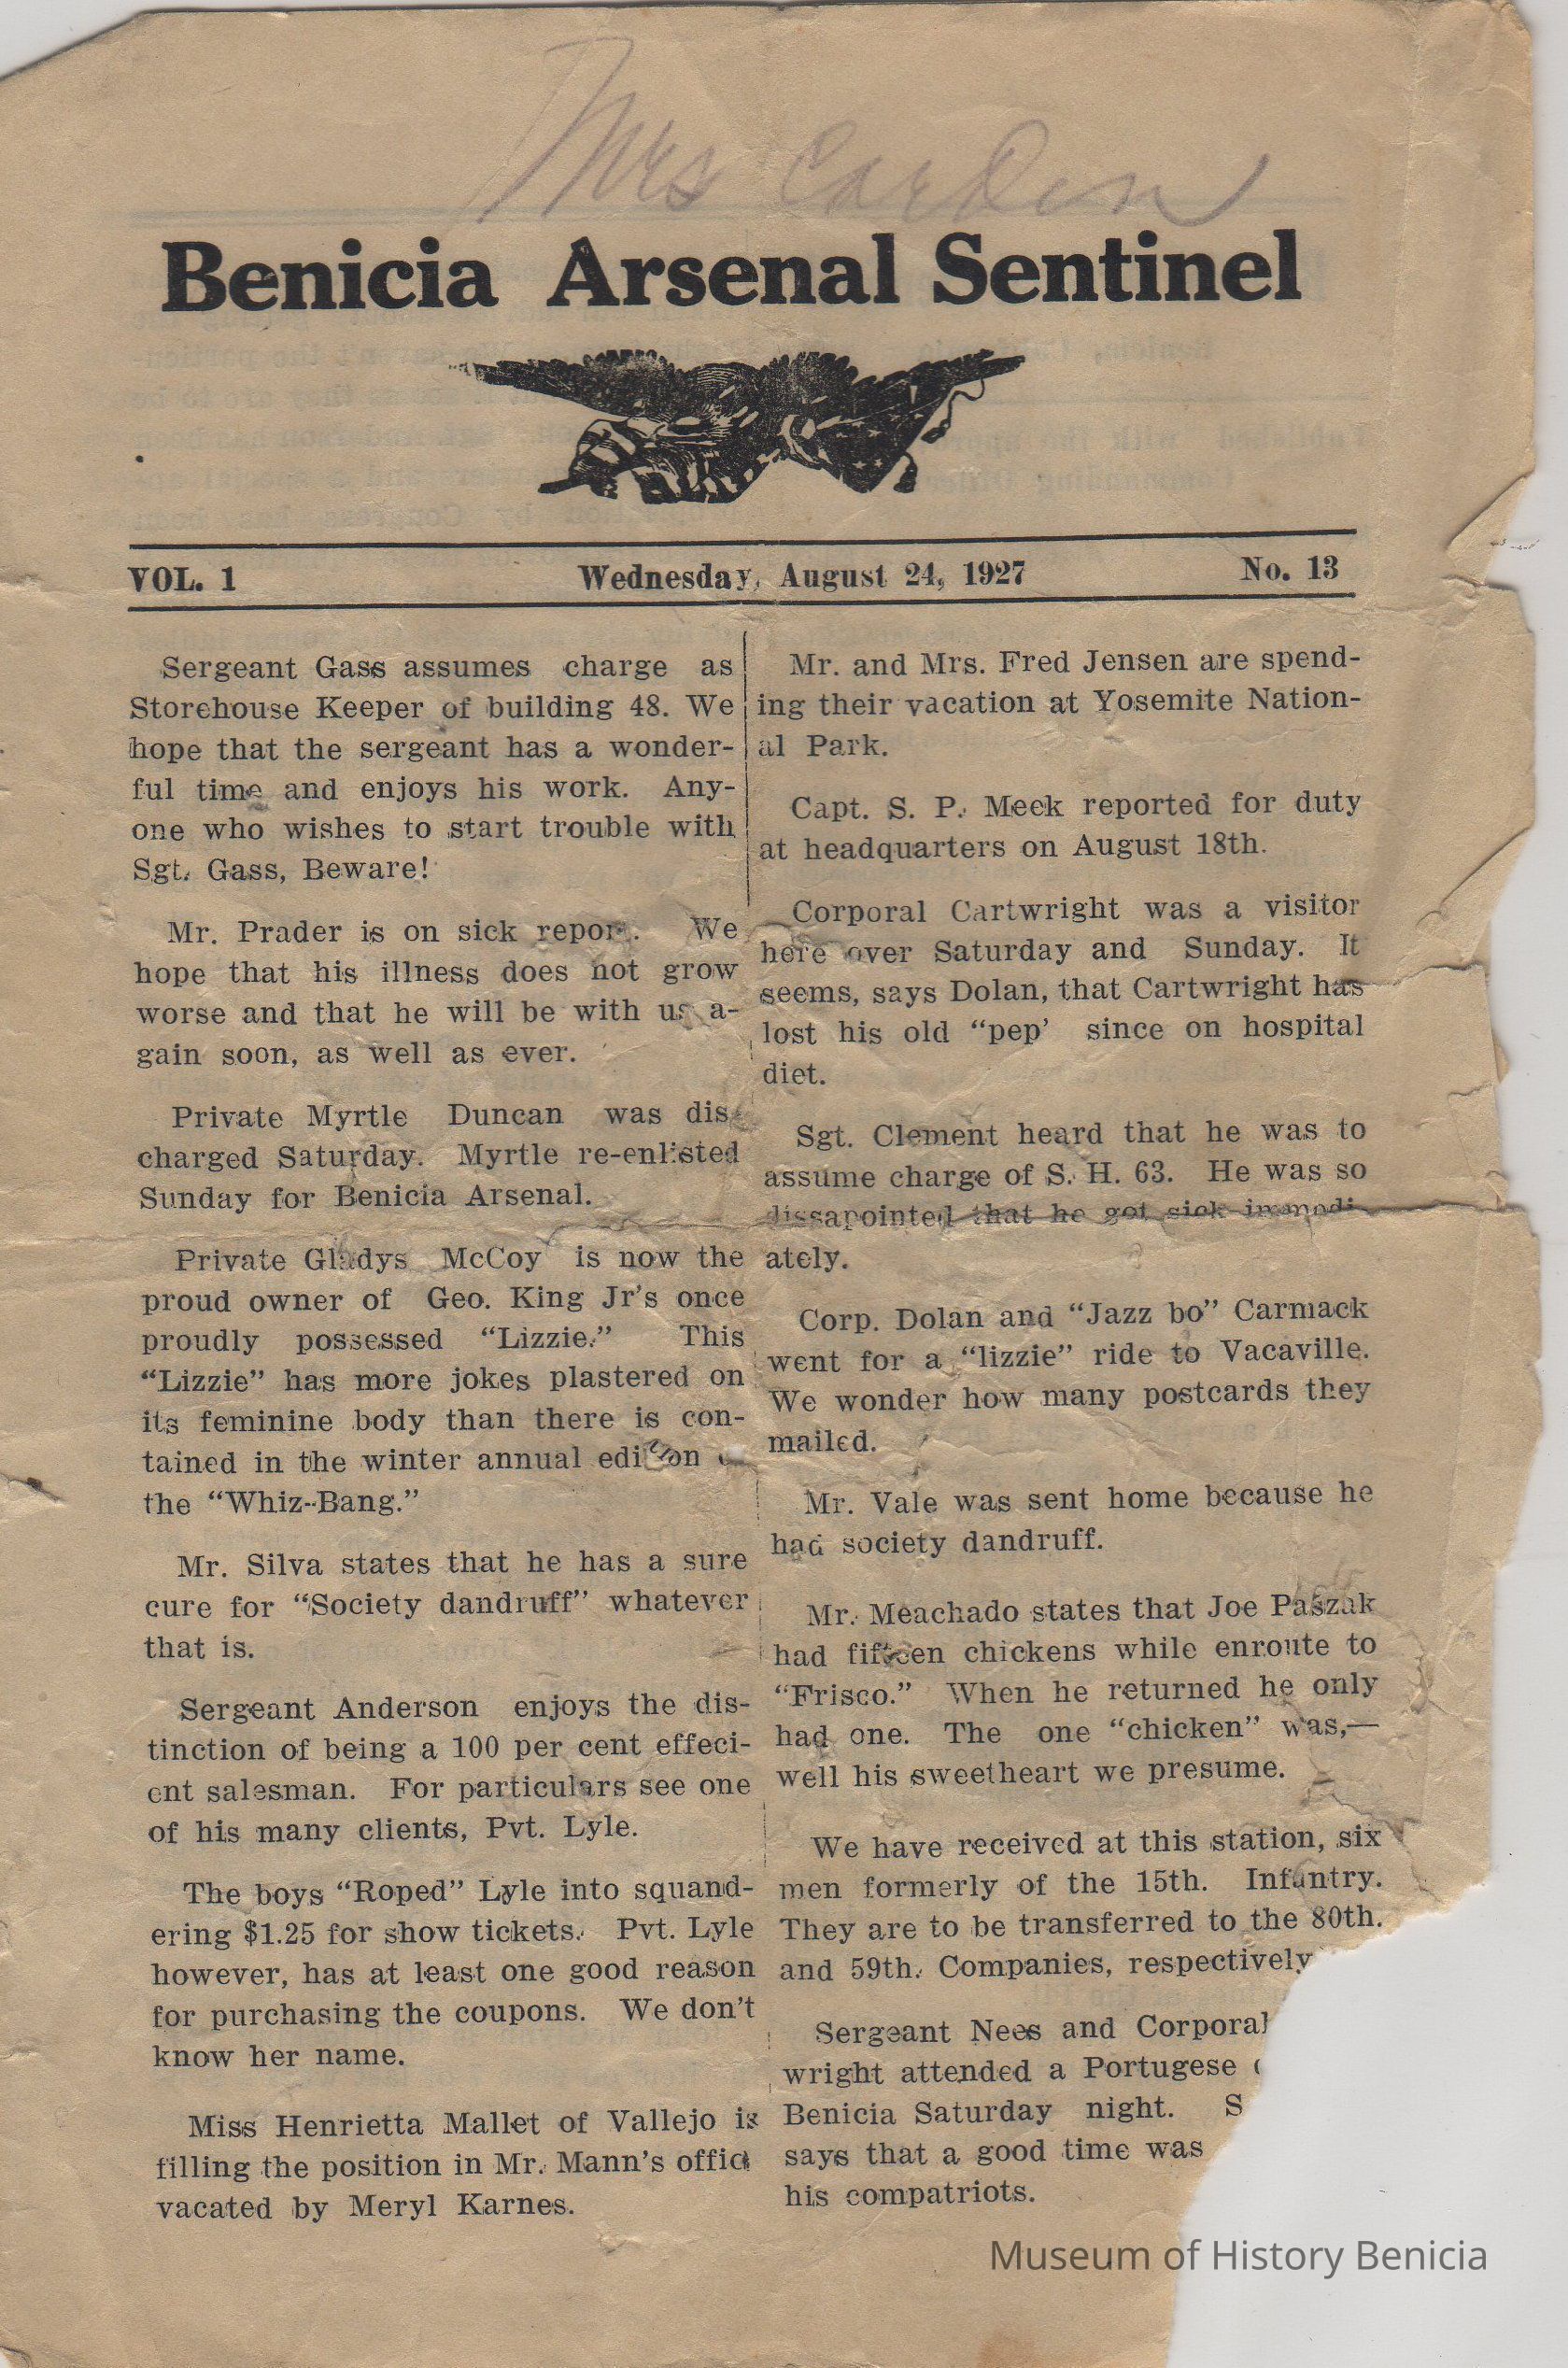 Mrs Carden
Benicia Arsenal Sentinel
VOL. 1 Wednesday, August 24, 1927 No. 13
Sergeant Gass assumes charge as
Storehouse Keeper of building 48. We
hope that the sergeant has a wonder-
ful time and enjoys his work. Any-
one who wishes to start trouble with
Sgt. Gass, Beware!
Mr. Prader is on sick report. We
hope that his illness does not grow
worse and that he will be with us a-
gain soon, as well as ever.
Private Myrtle Duncan was dis-
charged Saturday. Myrtle re-enlisted
Sunday for Benicia Arsenal.
Private Gladys McCoy is now the
proud owner of Geo. King Jr's once
proudly possessed "Lizzie." This
"Lizzie" has more jokes plastered on
its feminine body than there is con-
tained in the winter annual edition
the "Whiz-Bang."
Mr. Silva states that he has a sure
cure for "Society dandruff" whatever
that is.
Sergeant Anderson enjoys the dis-
tinction of being a 100 per cent effeci-
ent salesman. For particulars see one
of his many clients, Pvt. Lyle.
The boys "Roped" Lyle into squand-
ering $1.25 for show tickets. Pvt. Lyle
however, has at least one good reason
for purchasing the coupons. We don't
know her name.
Miss Henrietta Mallet of Vallejo is
filling the position in Mr. Mann's office
vacated by Meryl Karnes.
Mr. and Mrs. Fred Jensen are spend-
ing their vacation at Yosemite Nation-
al Park.
Capt. S. P. Meek reported for duty
at headquarters on August 18th.
Corporal Cartwright was a visitor
here over Saturday and Sunday. It
seems, says Dolan, that Cartwright has
lost his old "pep' since on hospital
diet.
Sgt. Clement heard that he was to
assume charge of S. H. 63. He was so
dissapointed that he got sick immedi-
ately.
Corp. Dolan and "Jazz bo" Carmack
went for a "lizzie" ride to Vacaville.
We wonder how many postcards they
mailed.
Mr. Vale was sent home because he
had society dandruff.
Mr. Meachado states that Joe Paszak
had fifteen chickens while enroute to
"Frisco." When he returned he only
had one. The one "chicken" was,—
well his sweetheart we presume.
We have received at this station, six
men formerly of the 15th. Infantry.
They are to be transferred to the 80th.
and 59th. Companies, respectively
Sergeant Nees and Corporal
wright attended a Portugese
Benicia Saturday night. S
says that a good time was
his compatriots.
Museum of History Benicia